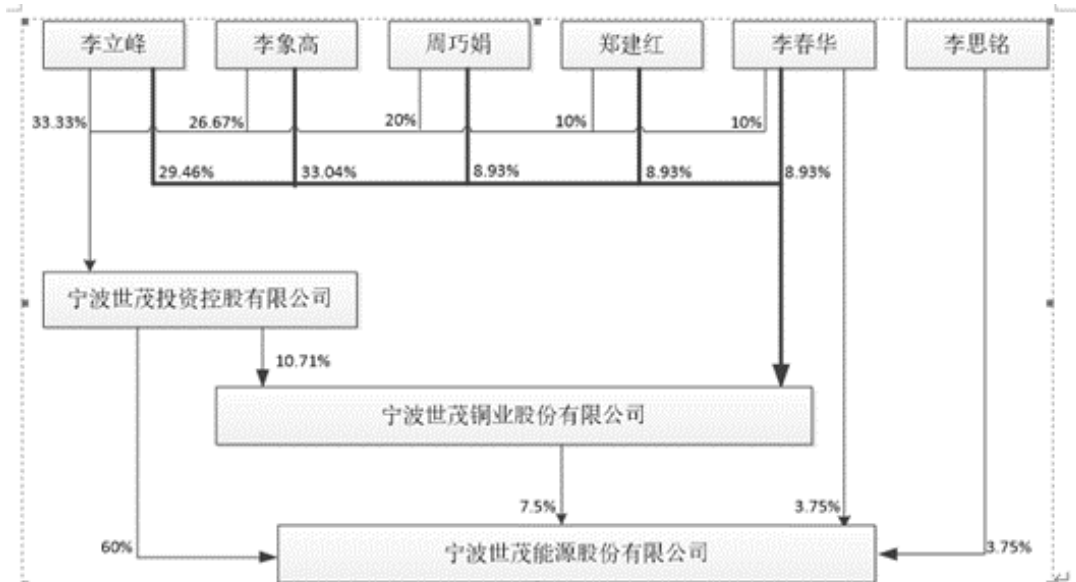 李立峰
李象高
周巧娟
郑建红
李春华
李思铭
33.33%
26.67%
20%
10%
10%
29.46%
33.04%
8.93%
8.93%
8.93%
宁波世茂投资控股有限公司
10.71%
宁波世茂铜业股份有限公司
7.5%
3.75%
60%
宁波世茂能源股份有限公司
3.75%